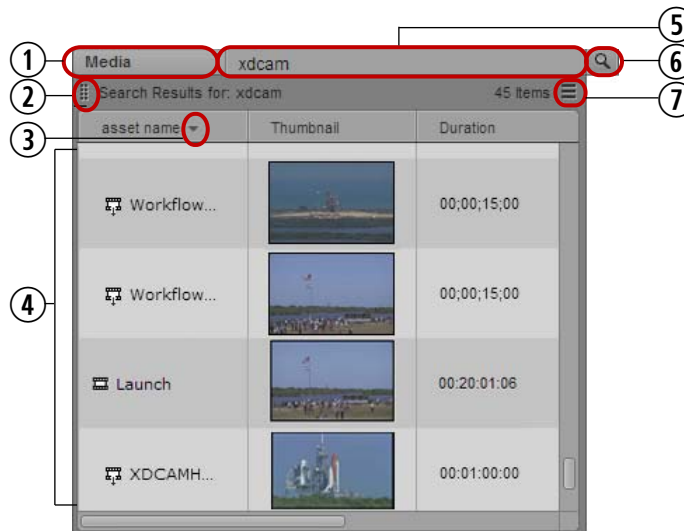 5
1
Media
xdcam
6
2
Search Results for: xdcam
45 Items
7
3
asset name
Thumbnail
Duration
Workflow...
00;00;15;00
4
Workflow...
00;00;15;00
Launch
00:20:01:06
XDCAMH...
00:01:00:00